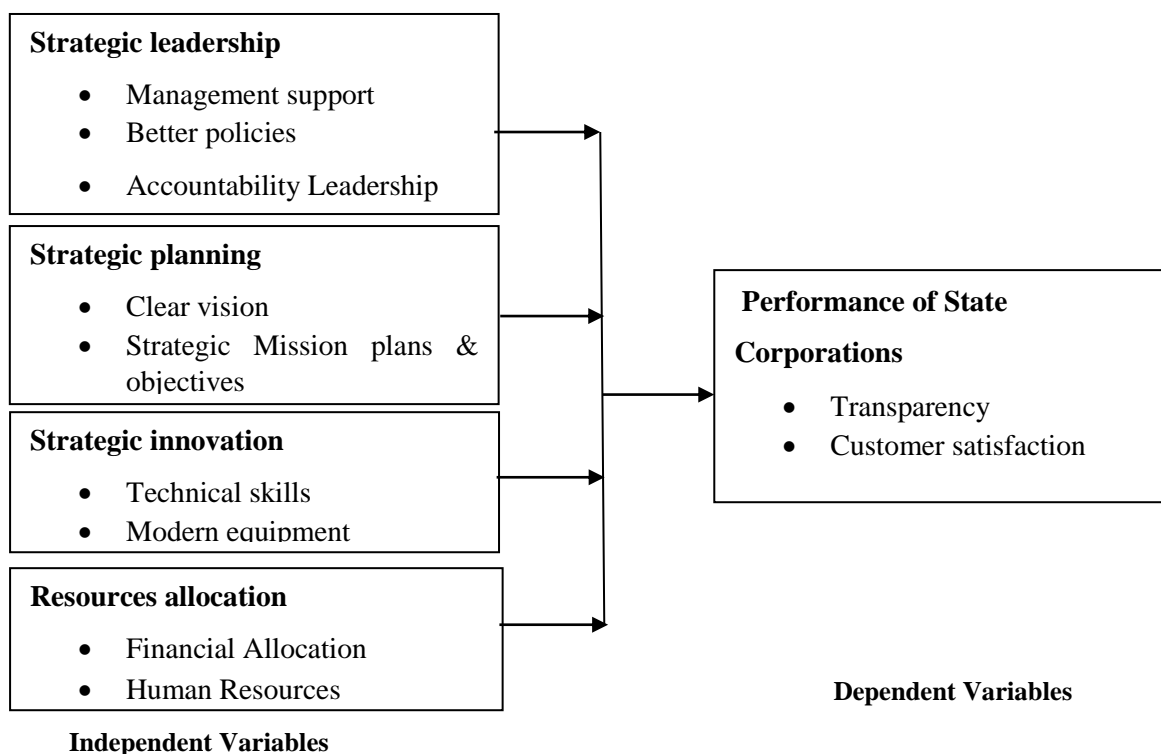 Strategic leadership
• Management support
• Better policies
• Accountability Leadership
Strategic planning
• Clear vision
• Strategic Mission plans &
objectives
Strategic innovation
• Technical skills
• Modern equipment
Resources allocation
• Financial Allocation
• Human Resources
Independent Variables
Performance of State
Corporations
• Transparency
• Customer satisfaction
Dependent Variables